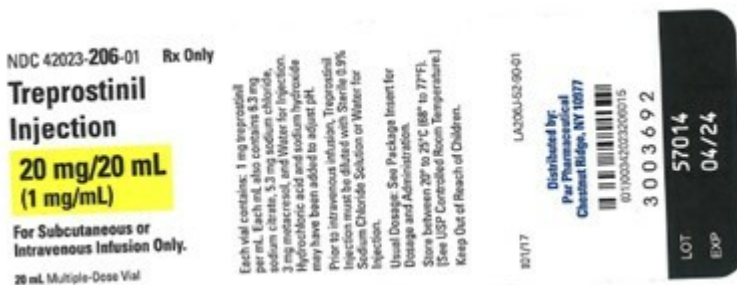 NDC 42023-206-01 Rx Only
Treprostinil
Injection
20 mg/20 mL
(1 mg/mL)
For Subcutaneous or
Intravenous Infusion Only.
20 mL Multiple-Dose Vial
Each vial contains: 1 mg treprostinil
per mL. Each mL also contains 6.3 mg
sodium citrate, 5.3 mg sodium chloride,
3 mg metacresol, and Water for Injection.
Hydrochloric acid and sodium hydroxide
may have been added to adjust pH.
Prior to intravenous infusion, Treprostinil
Injection must be diluted with Sterile 0.9%
Sodium Chloride Solution or Water for
Injection.
Usual Dosage: See Package Insert for
Dosage and Administration.
Store between 20° to 25°C (68° to 77°F).
[See USP Controlled Room Temperature.]
Keep Out of Reach of Children.
I01/17 LA206J-52-90-01
Distributed by:
Par Pharmaceutical
Chestnut Ridge, NY 10977
(01)00342023206015
3003692
LOT 57014
EXP 04/24